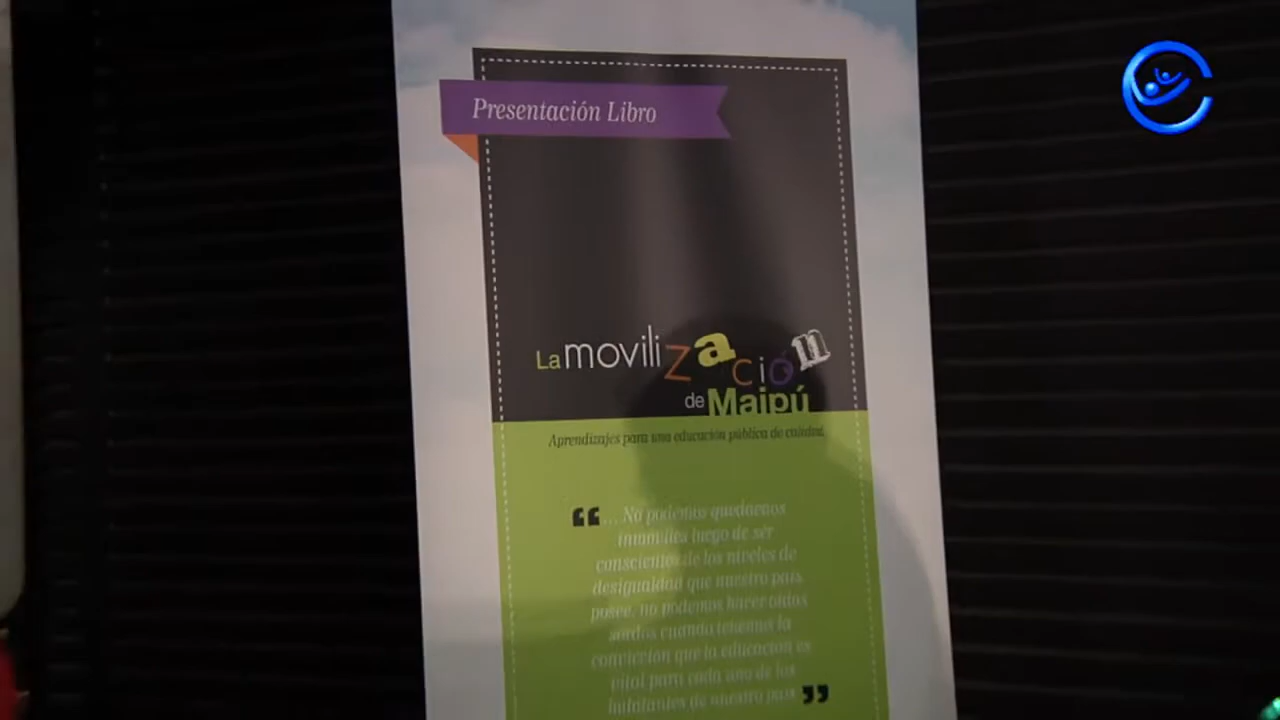 Presentación Libro
La movilización
de Maipú
Aprendizajes para una educación pública de calidad.
“... No podemos quedarnos
inmóviles luego de ser
conscientes de los niveles de
desigualdad que nuestro país
posee, no podemos hacer oídos
sordos cuando tenemos la
convicción que la educación es
vital para cada uno de los
habitantes de nuestro país ”